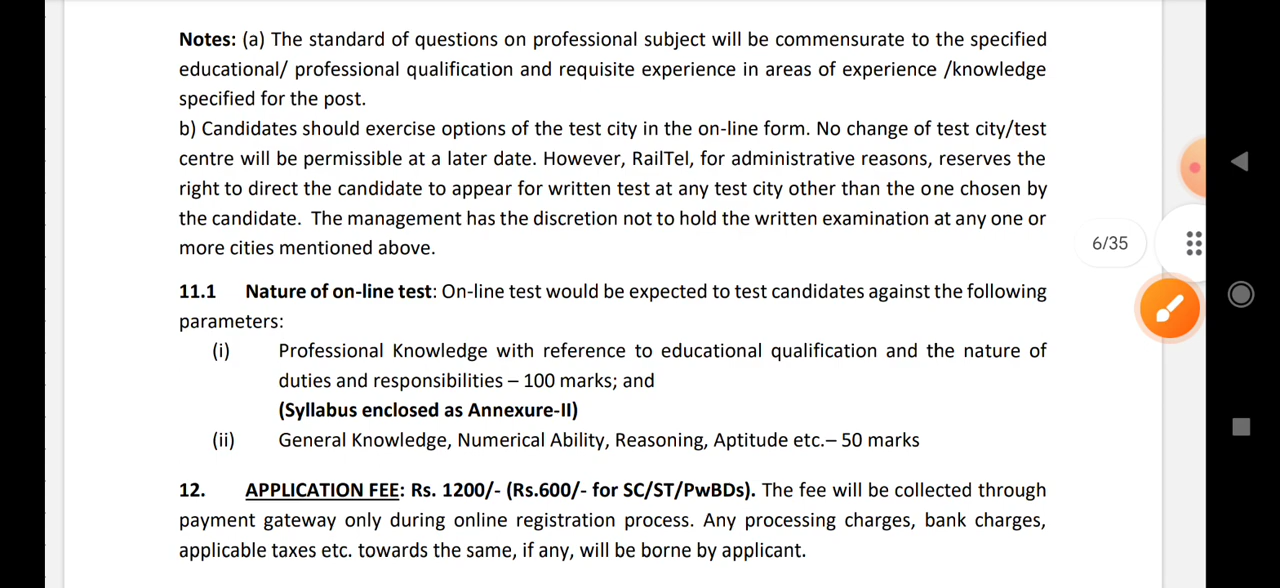 Notes: (a) The standard of questions on professional subject will be commensurate to the specified
educational/ professional qualification and requisite experience in areas of experience /knowledge
specified for the post.
b) Candidates should exercise options of the test city in the on-line form. No change of test city/test
centre will be permissible at a later date. However, RailTel, for administrative reasons, reserves the
right to direct the candidate to appear for written test at any test city other than the one chosen by
the candidate. The management has the discretion not to hold the written examination at any one or
more cities mentioned above.
6/35
11.1 Nature of on-line test: On-line test would be expected to test candidates against the following
parameters:
(i) Professional Knowledge with reference to educational qualification and the nature of
duties and responsibilities – 100 marks; and
(Syllabus enclosed as Annexure-II)
(ii) General Knowledge, Numerical Ability, Reasoning, Aptitude etc.– 50 marks
12. APPLICATION FEE: Rs. 1200/- (Rs.600/- for SC/ST/PwBDs). The fee will be collected through
payment gateway only during online registration process. Any processing charges, bank charges,
applicable taxes etc. towards the same, if any, will be borne by applicant.